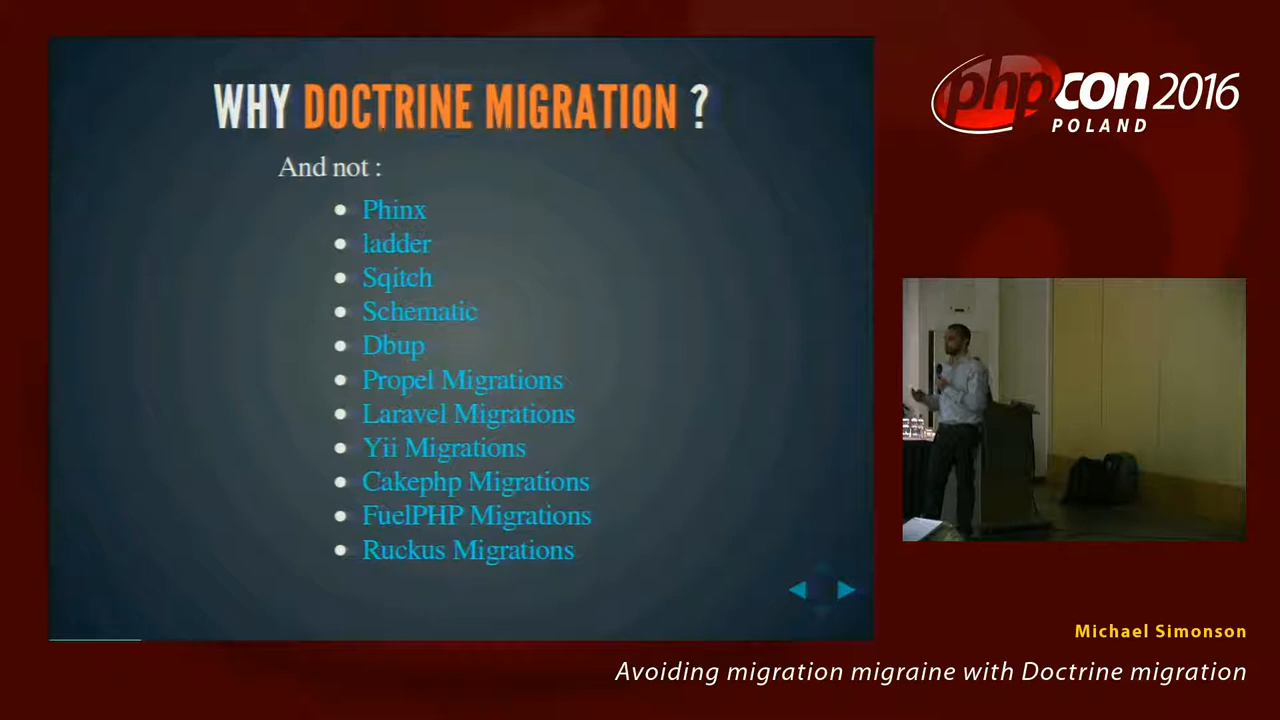 WHY DOCTRINE MIGRATION ?
And not :
Phinx
ladder
Sqitch
Schematic
Dbup
Propel Migrations
Laravel Migrations
Yii Migrations
Cakephp Migrations
FuelPHP Migrations
Ruckus Migrations
phpcon 2016
POLAND
Michael Simonson
Avoiding migration migraine with Doctrine migration